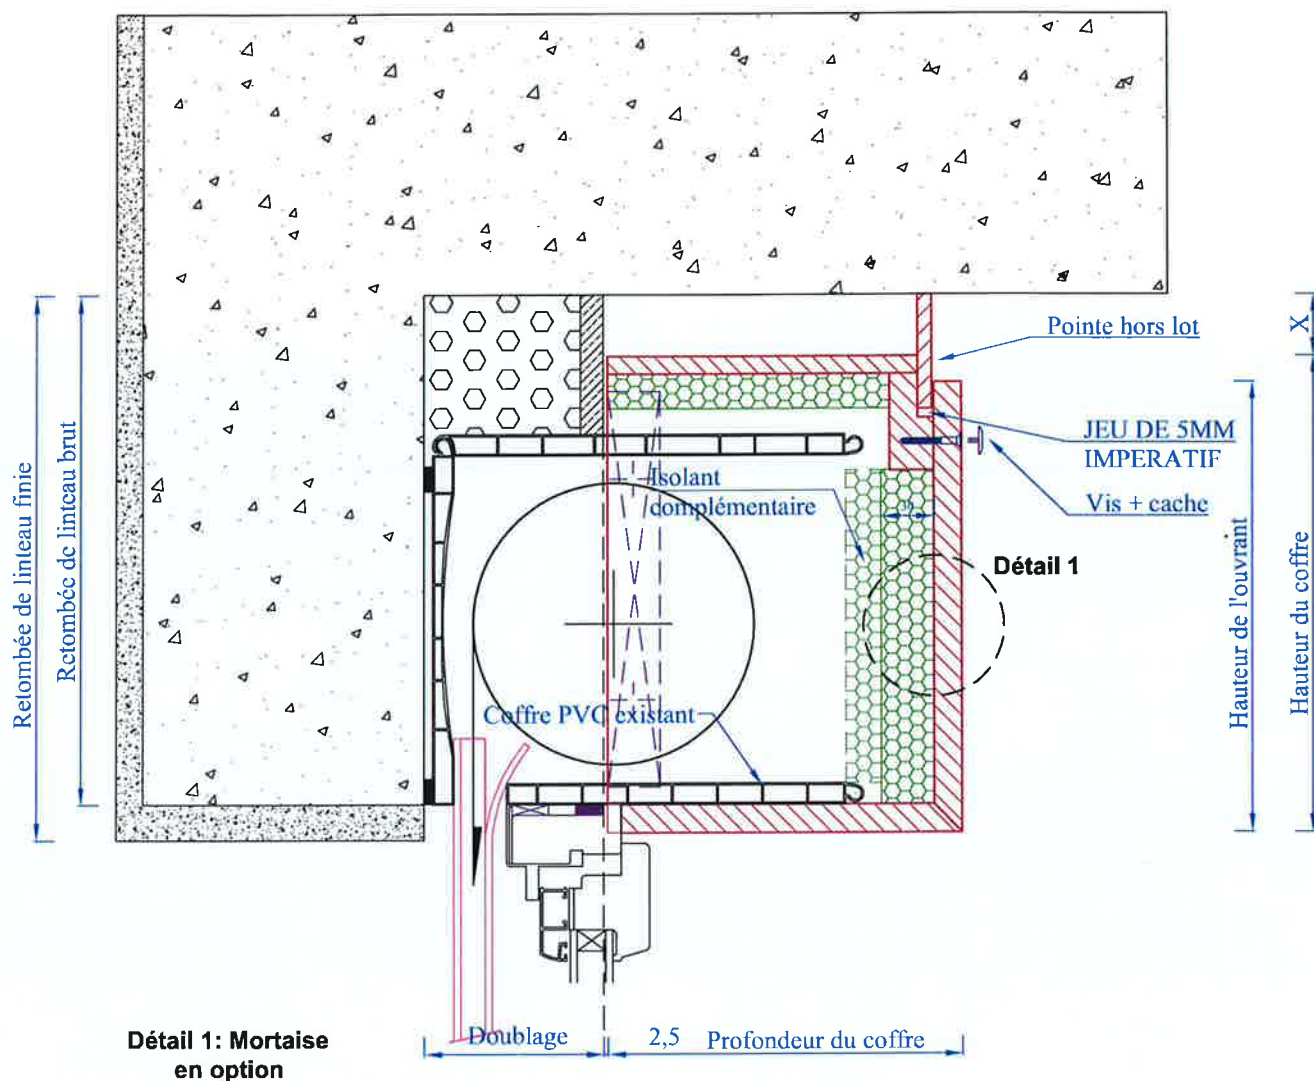 Pointe hors lot
X
JEU DE 5MM
IMPERATIF
Isolant
complémentaire
Vis + cache
Détail 1
Retombée de linteau finie
Retombée de linteau brut
Hauteur de l'ouvrant
Hauteur du coffre
Coffre PVC existant
Doublage
2,5
Profondeur du coffre
Détail 1: Mortaise
en option